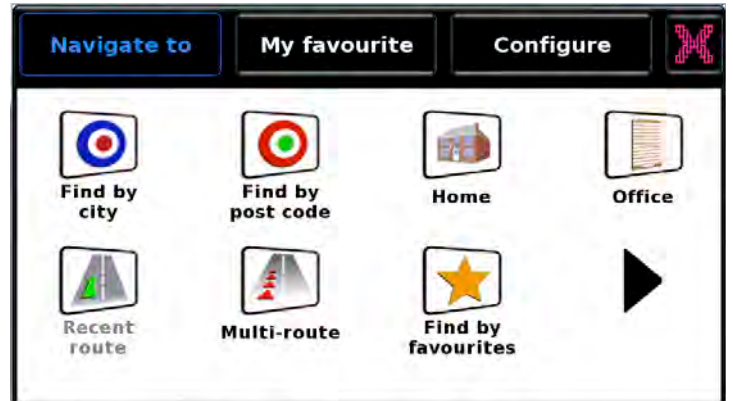 Navigate to
My favourite
Configure
Find by
city
Find by
post code
Home
Office
Recent
route
Multi-route
Find by
favourites